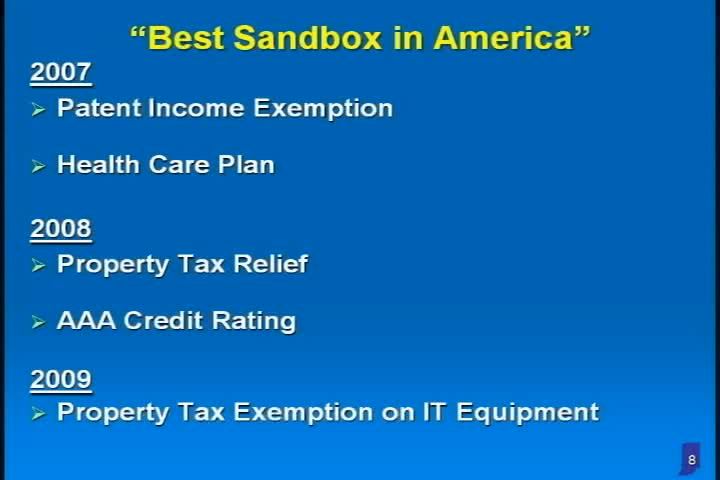 “Best Sandbox in America”
2007
Patent Income Exemption
Health Care Plan
2008
Property Tax Relief
AAA Credit Rating
2009
Property Tax Exemption on IT Equipment
8